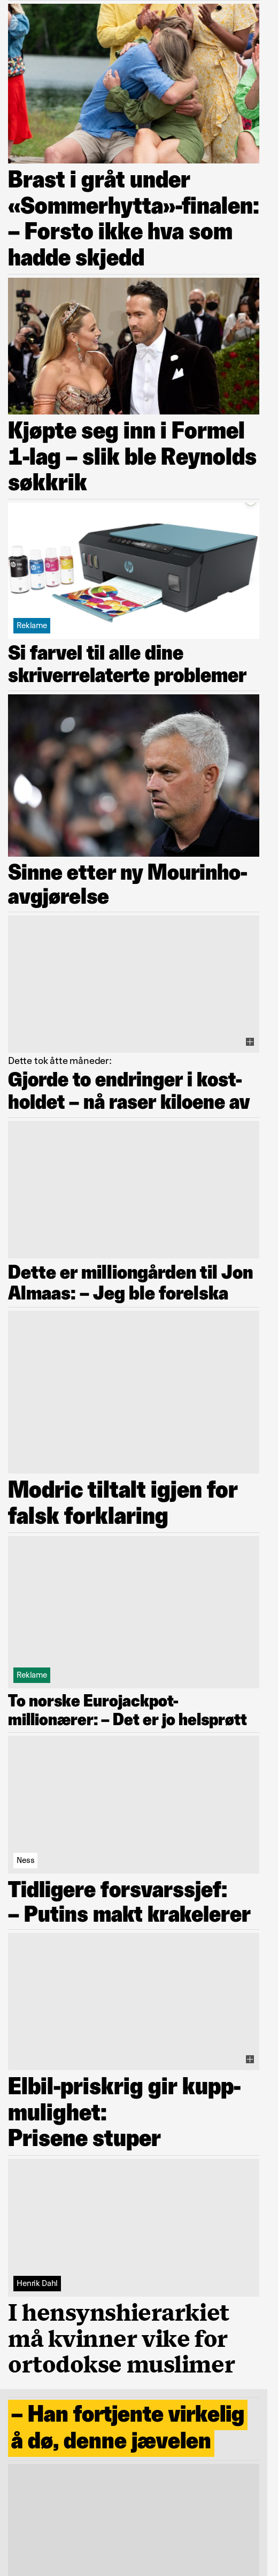 Brast i gråt under
«Sommerhytta»-finalen:
– Forsto ikke hva som
hadde skjedd
Kjøpte seg inn i Formel
1-lag – slik ble Reynolds
søkkrik
Reklame
Si farvel til alle dine
skriverrelaterte problemer
Sinne etter ny Mourinho-
avgjørelse
Dette tok åtte måneder:
Gjorde to endringer i kost-
holdet – nå raser kiloene av
Dette er milliongården til Jon
Almaas: – Jeg ble forelska
Modric tiltalt igjen for
falsk forklaring
Reklame
To norske Eurojackpot-
millionærer: – Det er jo helsprøtt
Ness
Tidligere forsvarssjef:
– Putins makt krakelerer
Elbil-priskrig gir kupp-
mulighet:
Prisene stuper
Henrik Dahl
I hensynshierarkiet
må kvinner vike for
ortodokse muslimer
– Han fortjente virkelig
å dø, denne jævelen